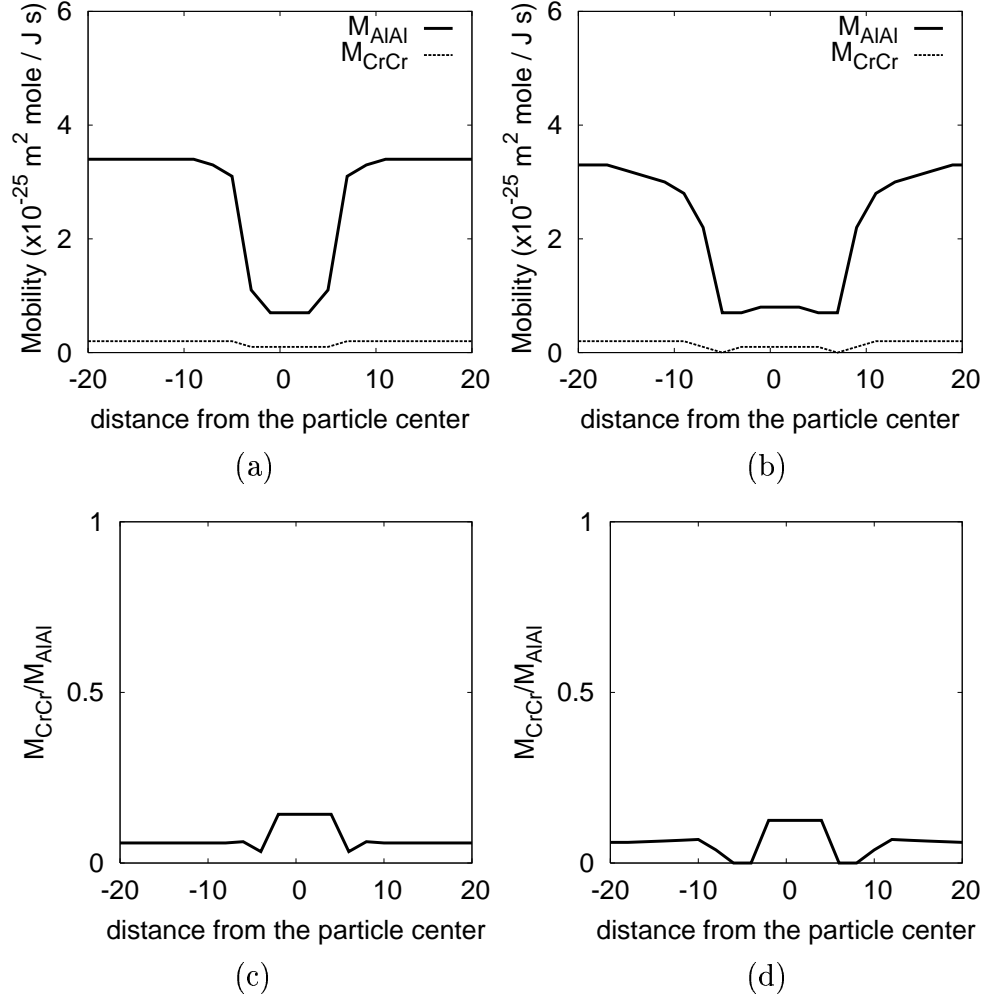 Mobility (x10^-25 m^2 mole / J s)
6
4
2
0
M_AlAl
M_CrCr
-20 -10 0 10 20
distance from the particle center
(a)
Mobility (x10^-25 m^2 mole / J s)
6
4
2
0
M_AlAl
M_CrCr
-20 -10 0 10 20
distance from the particle center
(b)
M_CrCr/M_AlAl
1
0.5
0
-20 -10 0 10 20
distance from the particle center
(c)
M_CrCr/M_AlAl
1
0.5
0
-20 -10 0 10 20
distance from the particle center
(d)